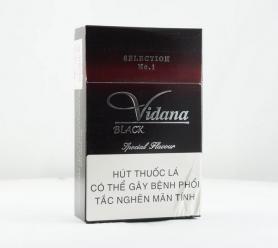 SELECTION
No.1
Vidana
BLACK
Special Flavour
HÚT THUỐC LÁ
CÓ THỂ GÂY BỆNH PHỔI
TẮC NGHẼN MÃN TÍNH